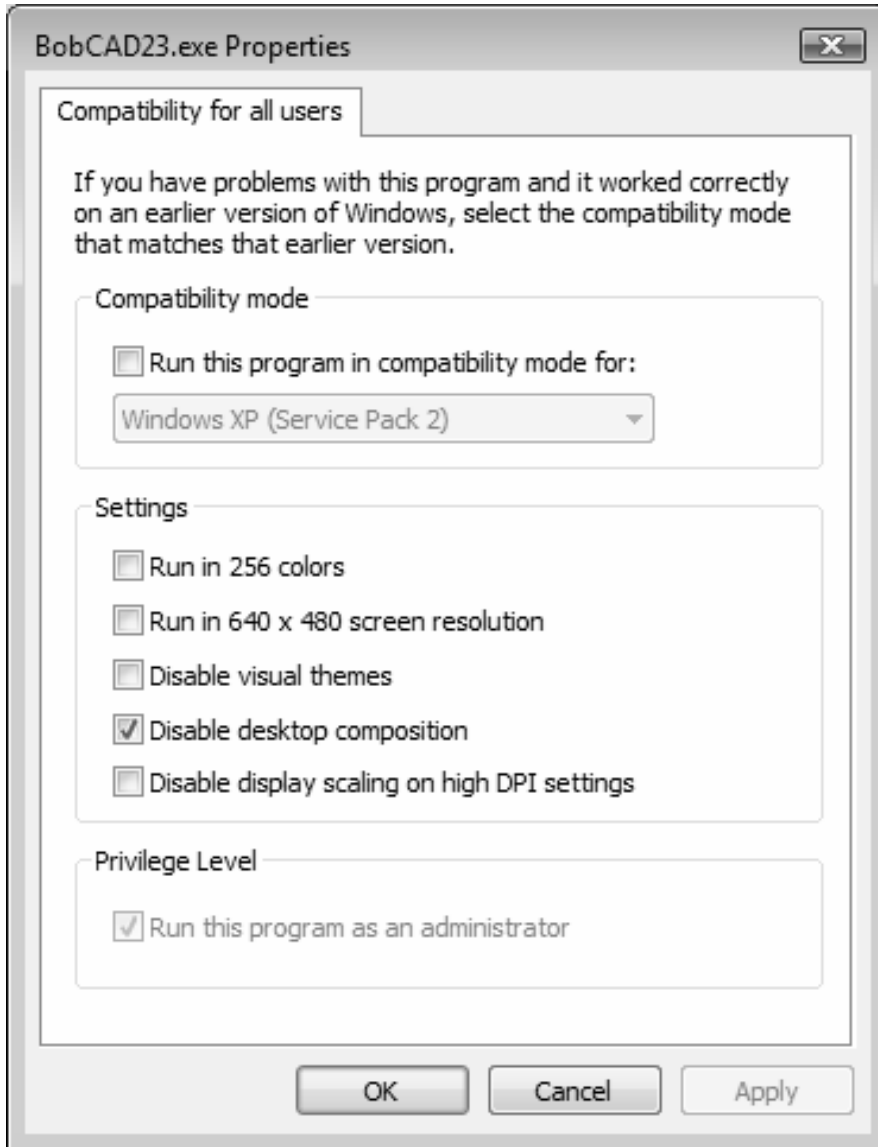 BobCAD23.exe Properties
Compatibility for all users
If you have problems with this program and it worked correctly
on an earlier version of Windows, select the compatibility mode
that matches that earlier version.
Compatibility mode
Run this program in compatibility mode for:
Windows XP (Service Pack 2)
Settings
Run in 256 colors
Run in 640 x 480 screen resolution
Disable visual themes
Disable desktop composition
Disable display scaling on high DPI settings
Privilege Level
Run this program as an administrator
OK Cancel Apply